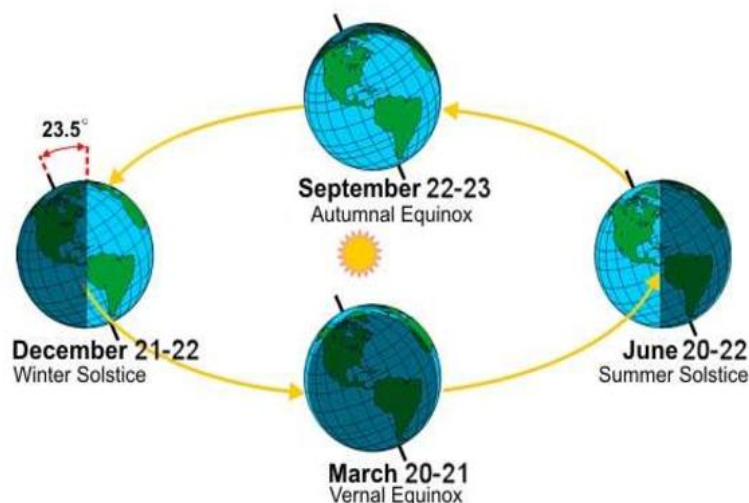 23.5°
September 22-23
Autumnal Equinox
December 21-22
Winter Solstice
June 20-22
Summer Solstice
March 20-21
Vernal Equinox